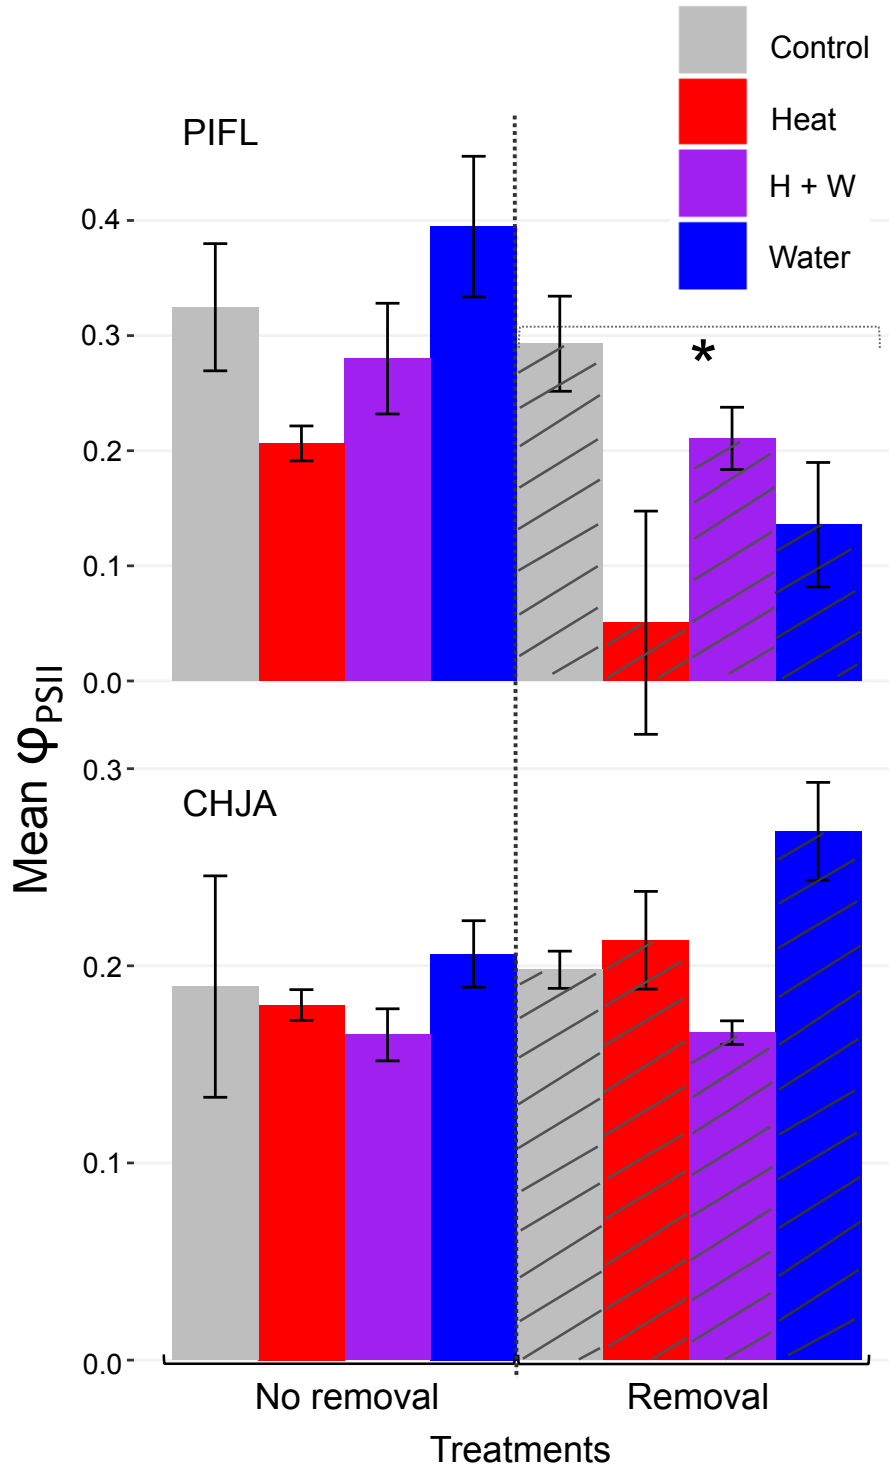 Control
Heat
H + W
Water
PIFL
0.4
0.3
*
0.2
0.1
0.0
Mean φPSII
0.3
CHJA
0.2
0.1
0.0
No removal
Removal
Treatments